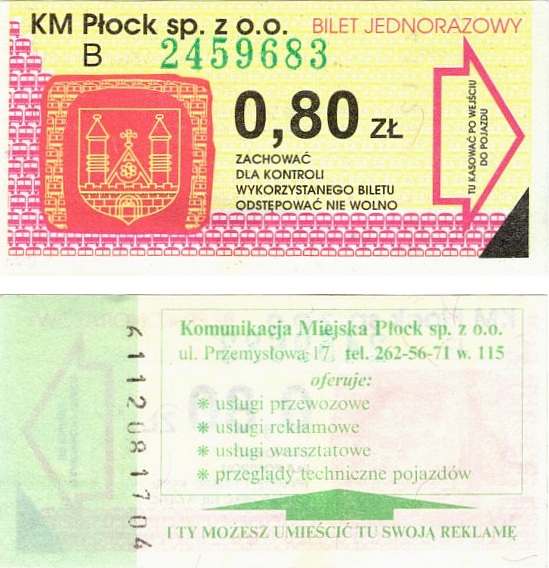 KM Płock sp. z o.o. BILET JEDNORAZOWY
B 2459683
0,80 ZŁ
ZACHOWAĆ
DLA KONTROLI
WYKORZYSTANEGO BILETU
ODSTĘPOWAĆ NIE WOLNO
TU KASOWAĆ PO WEJŚCIU
DO POJAZDU
Komunikacja Miejska Płock sp. z o.o.
ul. Przemysłowa 17, tel. 262-56-71 w. 115
oferuje:
* usługi przewozowe
* usługi reklamowe
* usługi warsztatowe
* przeglądy techniczne pojazdów
I TY MOŻESZ UMIEŚCIĆ TU SWOJĄ REKLAMĘ
6112081704